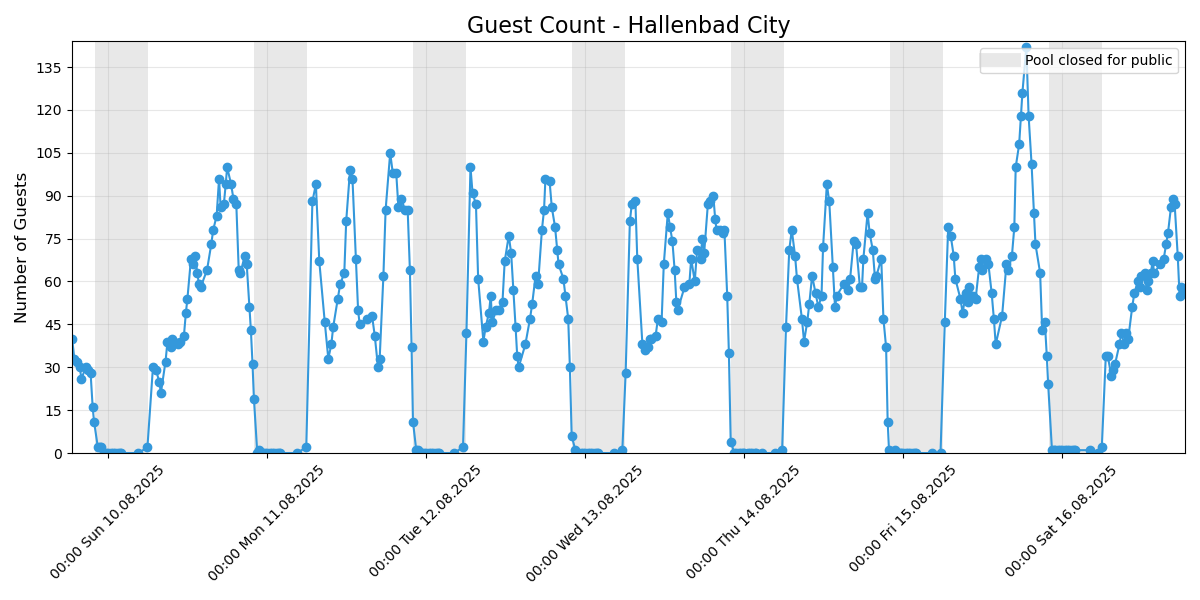 Guest Count - Hallenbad City
Pool closed for public
Number of Guests
135
120
105
90
75
60
45
30
15
0
00:00 Sun 10.08.2025
00:00 Mon 11.08.2025
00:00 Tue 12.08.2025
00:00 Wed 13.08.2025
00:00 Thu 14.08.2025
00:00 Fri 15.08.2025
00:00 Sat 16.08.2025